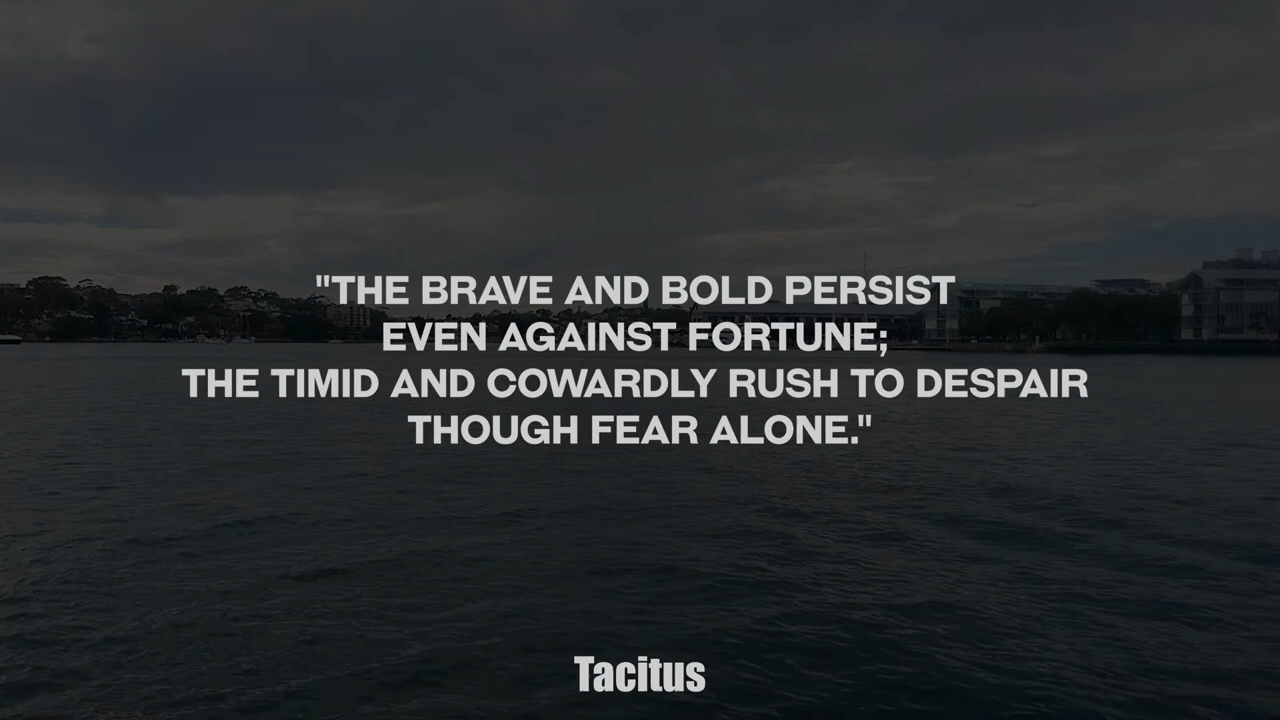 "THE BRAVE AND BOLD PERSIST
EVEN AGAINST FORTUNE;
THE TIMID AND COWARDLY RUSH TO DESPAIR
THOUGH FEAR ALONE."
Tacitus